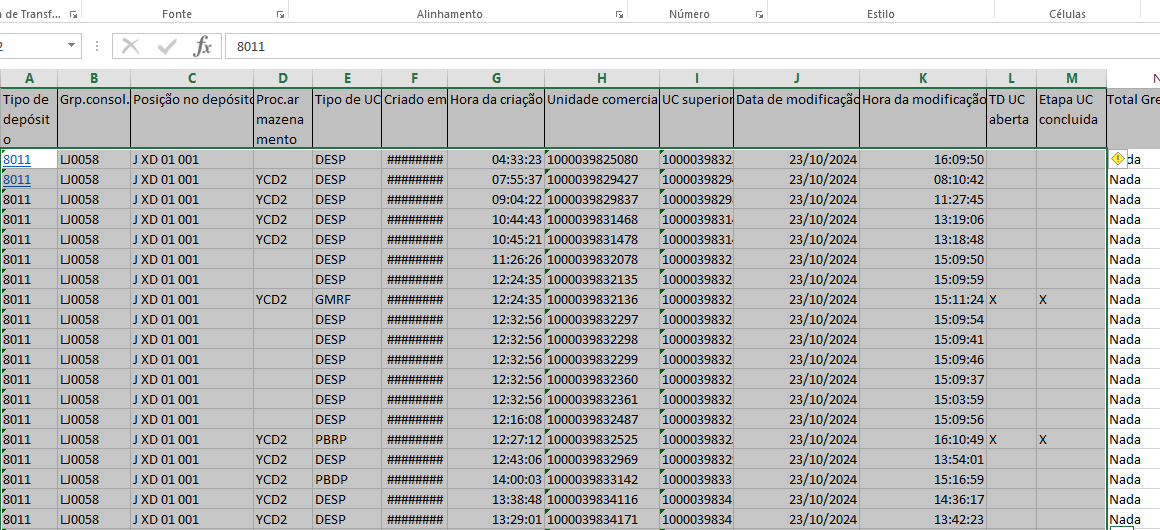 a de Transf... Fonte Alinhamento Número Estilo Células
2 fx 8011
A B C D E F G H I J K L M N
Tipo de depósito Grp.consol. Posição no depósito Proc.armazenamento Tipo de UC Criado em Hora da criação Unidade comercia UC superior Data de modificação Hora da modificação TD UC aberta Etapa UC concluida Total Gre
8011 LJ0058 J XD 01 001 DESP ######## 04:33:23 1000039825080 1000039832 23/10/2024 16:09:50 da
8011 LJ0058 J XD 01 001 YCD2 DESP ######## 07:55:37 1000039829427 1000039829 23/10/2024 08:10:42 Nada
8011 LJ0058 J XD 01 001 YCD2 DESP ######## 09:04:22 1000039829837 1000039829 23/10/2024 11:27:45 Nada
8011 LJ0058 J XD 01 001 YCD2 DESP ######## 10:44:43 1000039831468 1000039831 23/10/2024 13:19:06 Nada
8011 LJ0058 J XD 01 001 YCD2 DESP ######## 10:45:21 1000039831478 1000039831 23/10/2024 13:18:48 Nada
8011 LJ0058 J XD 01 001 DESP ######## 11:26:26 1000039832078 1000039832 23/10/2024 15:09:50 Nada
8011 LJ0058 J XD 01 001 DESP ######## 12:24:35 1000039832135 1000039832 23/10/2024 15:09:59 Nada
8011 LJ0058 J XD 01 001 YCD2 GMRF ######## 12:24:35 1000039832136 1000039832 23/10/2024 15:11:24 X X Nada
8011 LJ0058 J XD 01 001 DESP ######## 12:32:56 1000039832297 1000039832 23/10/2024 15:09:54 Nada
8011 LJ0058 J XD 01 001 DESP ######## 12:32:56 1000039832298 1000039832 23/10/2024 15:09:41 Nada
8011 LJ0058 J XD 01 001 DESP ######## 12:32:56 1000039832299 1000039832 23/10/2024 15:09:46 Nada
8011 LJ0058 J XD 01 001 DESP ######## 12:32:56 1000039832360 1000039832 23/10/2024 15:09:37 Nada
8011 LJ0058 J XD 01 001 DESP ######## 12:32:56 1000039832361 1000039832 23/10/2024 15:03:59 Nada
8011 LJ0058 J XD 01 001 DESP ######## 12:16:08 1000039832487 1000039832 23/10/2024 15:09:56 Nada
8011 LJ0058 J XD 01 001 YCD2 PBRP ######## 12:27:12 1000039832525 1000039832 23/10/2024 16:10:49 X X Nada
8011 LJ0058 J XD 01 001 YCD2 DESP ######## 12:43:06 1000039832969 1000039832 23/10/2024 13:54:01 Nada
8011 LJ0058 J XD 01 001 YCD2 PBDP ######## 14:00:03 1000039833142 1000039833 23/10/2024 15:16:59 Nada
8011 LJ0058 J XD 01 001 YCD2 DESP ######## 13:38:48 1000039834116 1000039834 23/10/2024 14:36:17 Nada
8011 LJ0058 J XD 01 001 YCD2 DESP ######## 13:29:01 1000039834171 1000039834 23/10/2024 13:42:23 Nada